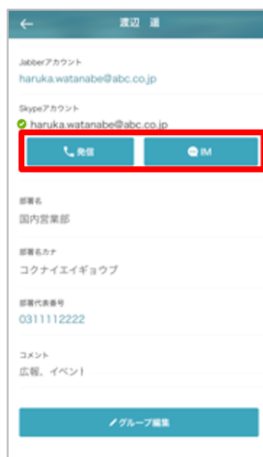 渡辺 遥
Jabberアカウント
haruka.watanabe@abc.co.jp
Skypeアカウント
haruka.watanabe@abc.co.jp
発信 IM
部署名
国内営業部
部署名カナ
コクナイエイギョウブ
部署代表番号
0311112222
コメント
広報、イベント
グループ編集